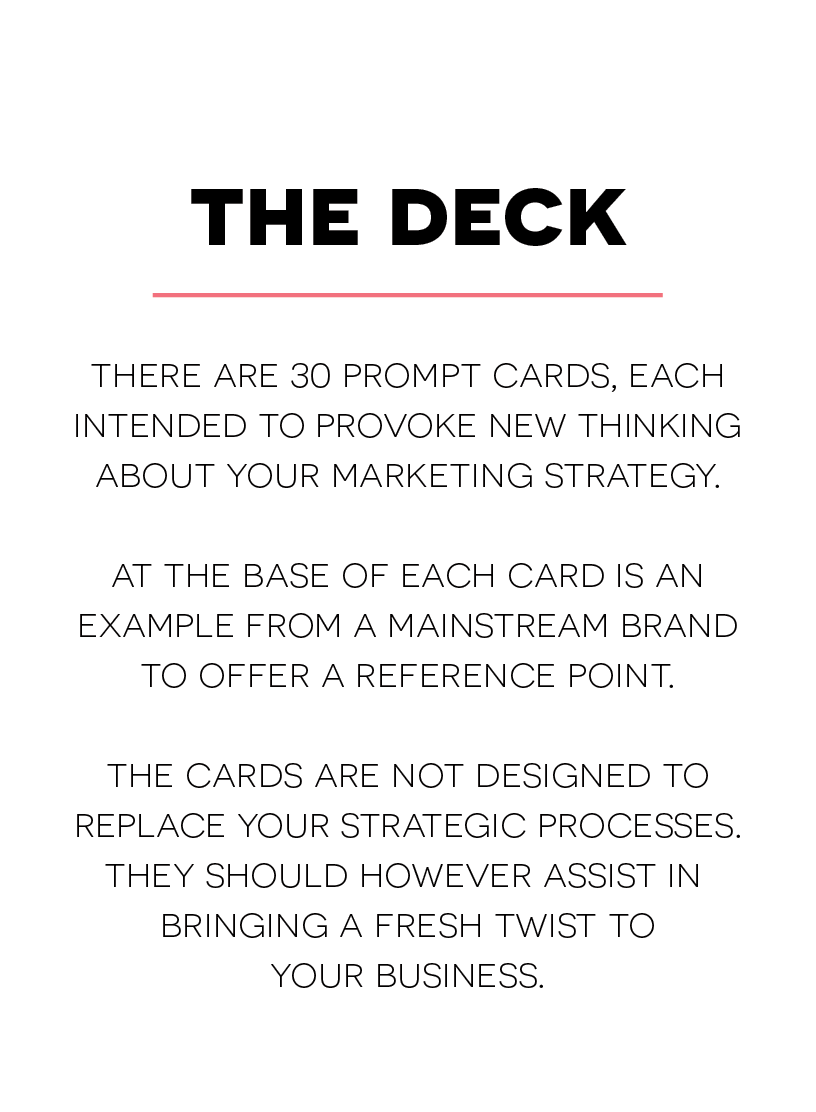 THE DECK
THERE ARE 30 PROMPT CARDS, EACH
INTENDED TO PROVOKE NEW THINKING
ABOUT YOUR MARKETING STRATEGY.
AT THE BASE OF EACH CARD IS AN
EXAMPLE FROM A MAINSTREAM BRAND
TO OFFER A REFERENCE POINT.
THE CARDS ARE NOT DESIGNED TO
REPLACE YOUR STRATEGIC PROCESSES.
THEY SHOULD HOWEVER ASSIST IN
BRINGING A FRESH TWIST TO
YOUR BUSINESS.